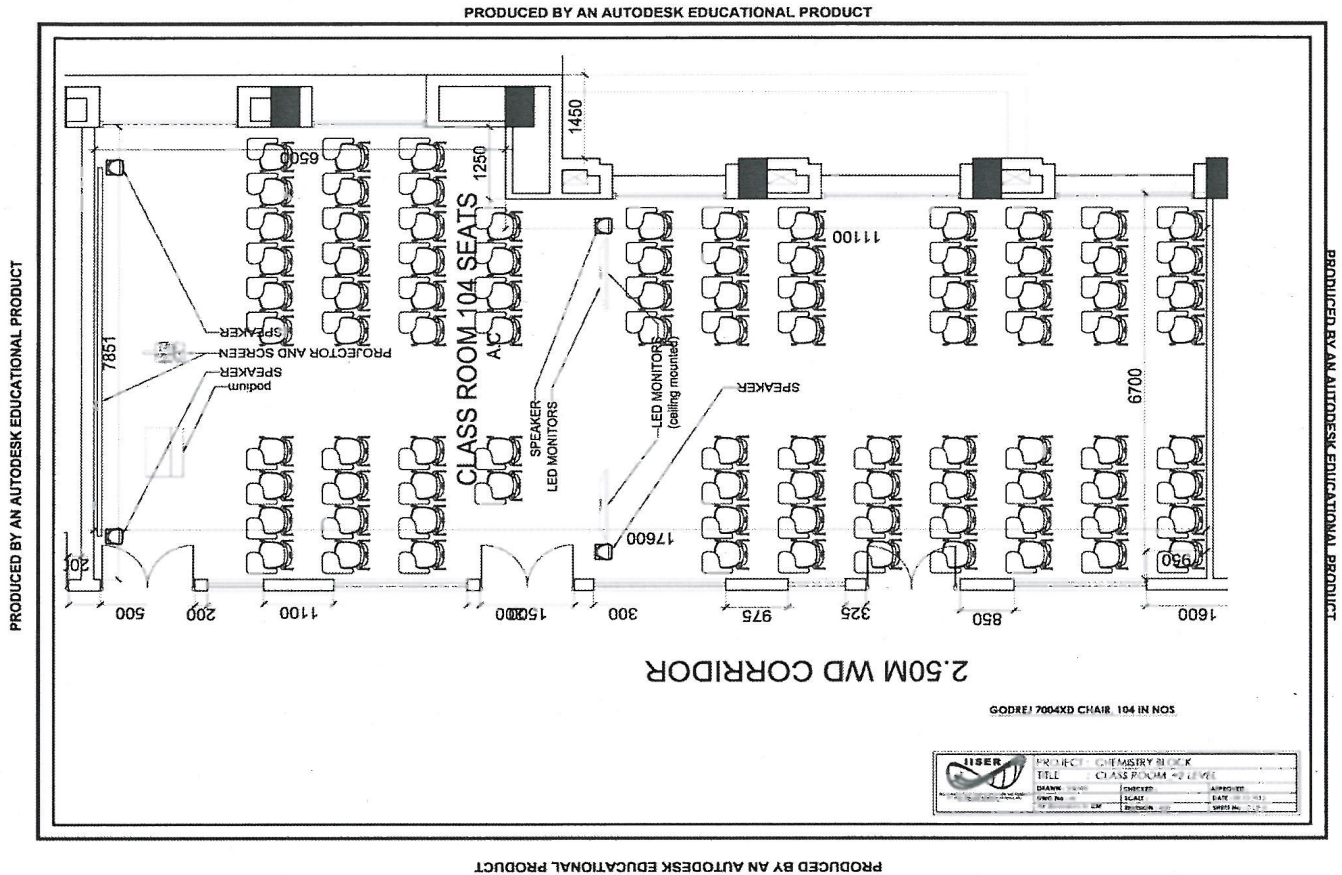 PRODUCED BY AN AUTODESK EDUCATIONAL PRODUCT
PRODUCED BY AN AUTODESK EDUCATIONAL PRODUCT
PRODUCED BY AN AUTODESK EDUCATIONAL PRODUCT
1450
6500
1250
11100
CLASS ROOM 104 SEATS
A.C
SPEAKER
PROJECTOR AND SCREEN
SPEAKER
podium
7851
SPEAKER
LED MONITORS
LED MONITORS
(ceiling mounted)
SPEAKER
6700
17600
950
500
200
1100
1500
300
975
325
850
1600
2.50M WD CORRIDOR
GODREJ 7004XD CHAIR 104 IN NOS
IISER
PROJECT : CHEMISTRY BLOCK
TITLE : CLASS ROOM +2 LEVEL
DRAWN
CHECKED
APPROVED
SCALE
DATE
REVISION
PRODUCED BY AN AUTODESK EDUCATIONAL PRODUCT